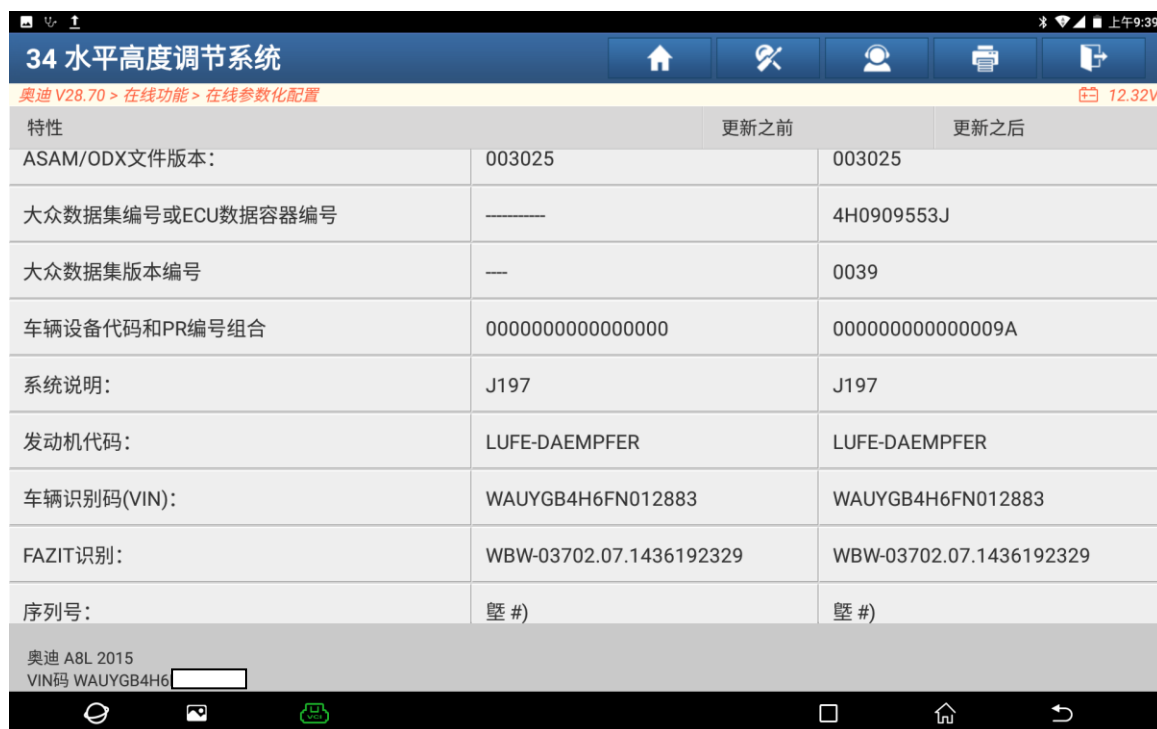 上午9:39
34 水平高度调节系统
奥迪 V28.70 > 在线功能 > 在线参数化配置 12.32V
特性 更新之前 更新之后
ASAM/ODX文件版本: 003025 003025
大众数据集编号或ECU数据容器编号 ----------- 4H0909553J
大众数据集版本编号 ---- 0039
车辆设备代码和PR编号组合 0000000000000000 000000000000009A
系统说明: J197 J197
发动机代码: LUFE-DAEMPFER LUFE-DAEMPFER
车辆识别码(VIN): WAUYGB4H6FN012883 WAUYGB4H6FN012883
FAZIT识别: WBW-03702.07.1436192329 WBW-03702.07.1436192329
序列号: 塈 #) 塈 #)
奥迪 A8L 2015
VIN码 WAUYGB4H6
VCI